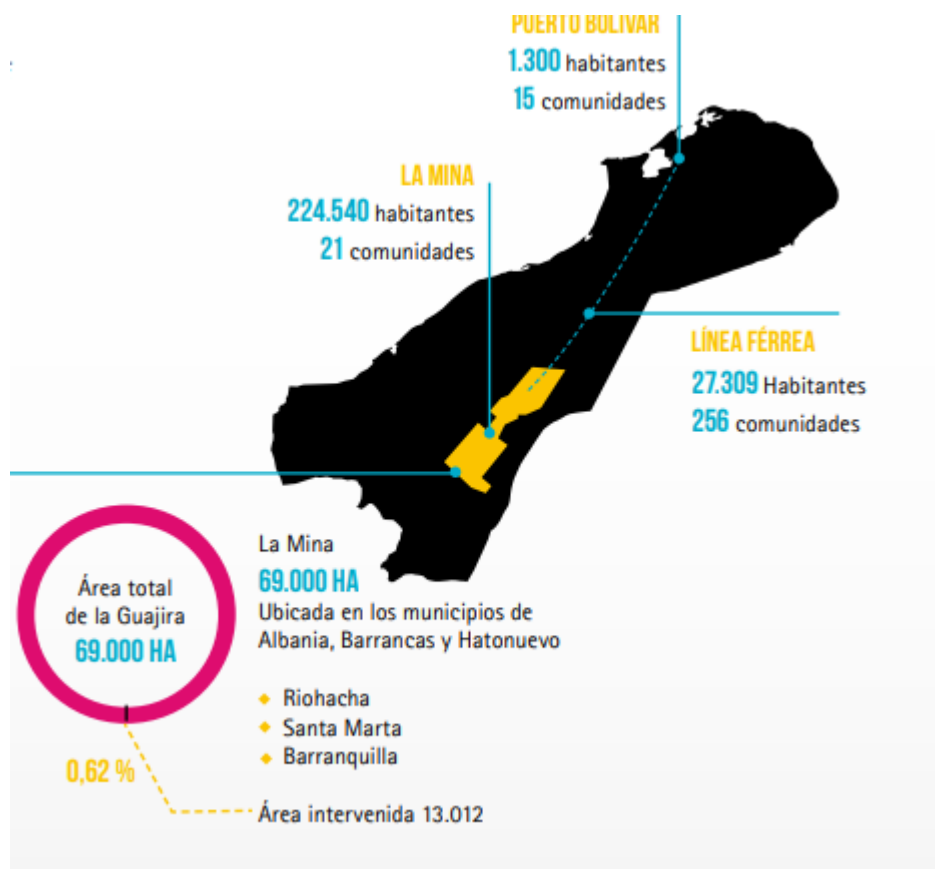 PUERTO BOLIVAR
1.300 habitantes
15 comunidades
LA MINA
224.540 habitantes
21 comunidades
LÍNEA FÉRREA
27.309 Habitantes
256 comunidades
Área total
de la Guajira
69.000 HA
0,62 %
La Mina
69.000 HA
Ubicada en los municipios de
Albania, Barrancas y Hatonuevo
Riohacha
Santa Marta
Barranquilla
Área intervenida 13.012